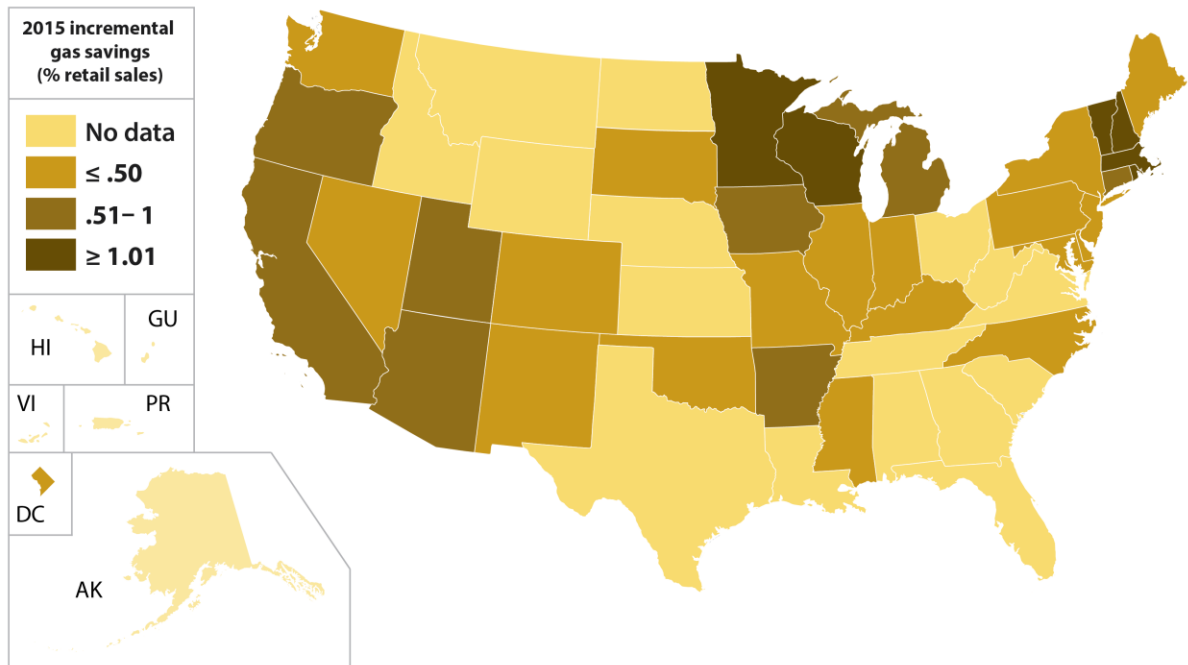 2015 incremental
gas savings
(% retail sales)
No data
≤ .50
.51– 1
≥ 1.01
HI
GU
VI
PR
DC
AK